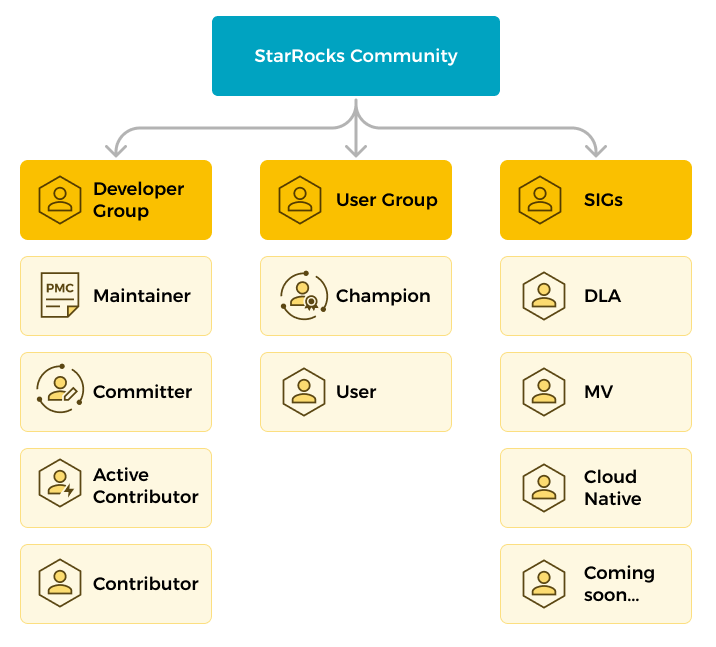 StarRocks Community
Developer
Group
PMC
Maintainer
Committer
Active
Contributor
Contributor
User Group
Champion
User
SIGs
DLA
MV
Cloud
Native
Coming
soon...